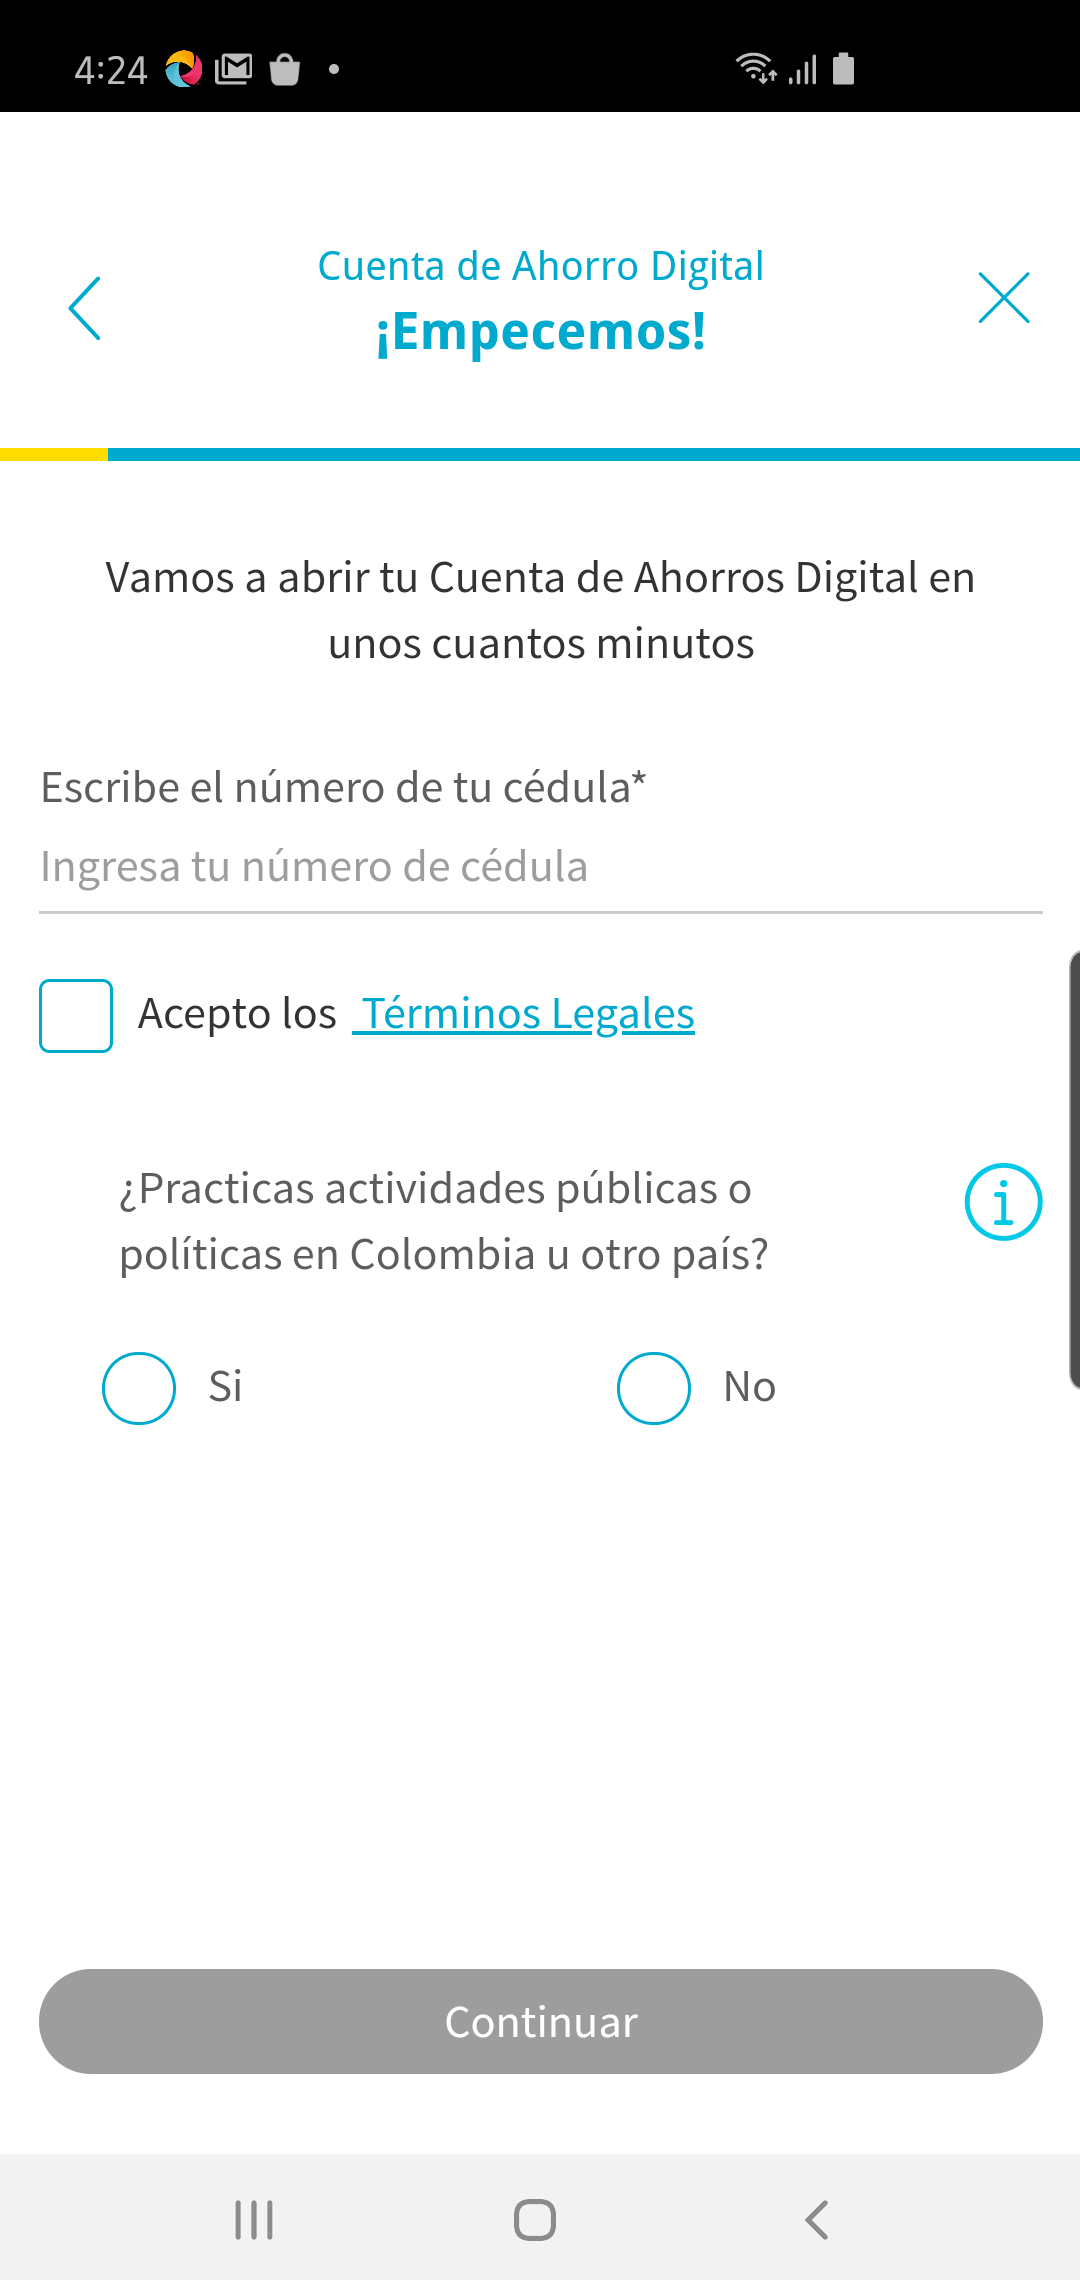 4:24
Cuenta de Ahorro Digital
¡Empecemos!
Vamos a abrir tu Cuenta de Ahorros Digital en
unos cuantos minutos
Escribe el número de tu cédula*
Ingresa tu número de cédula
Acepto los Términos Legales
¿Practicas actividades públicas o
políticas en Colombia u otro país?
Si
No
Continuar